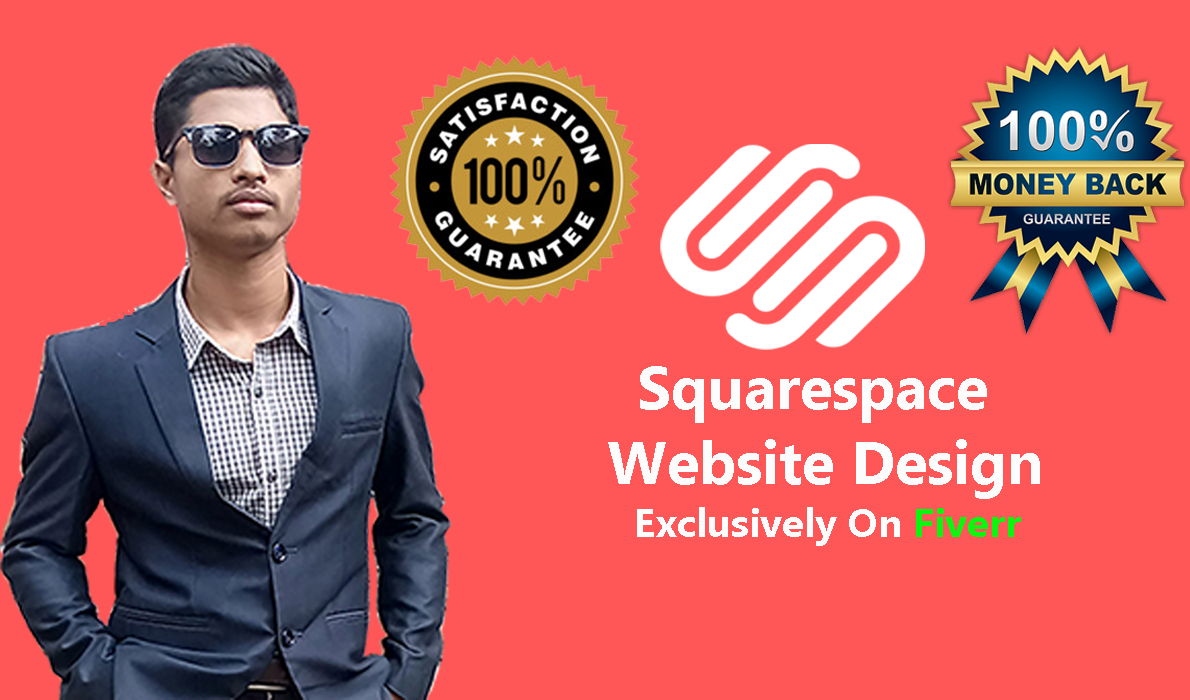 SATISFACTION
100%
GUARANTEE
100%
MONEY BACK
GUARANTEE
Squarespace
Website Design
Exclusively On Fiverr